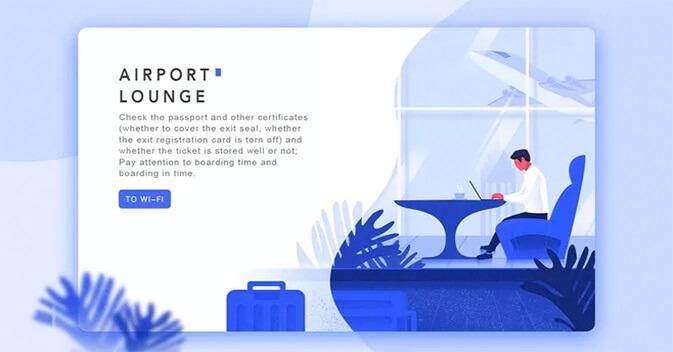 AIRPORT
LOUNGE
Check the passport and other certificates
(whether to cover the exit seal, whether
the exit registration card is torn off) and
whether the ticket is stored well or not;
Pay attention to boarding time and
boarding in time.
TO WI-FI